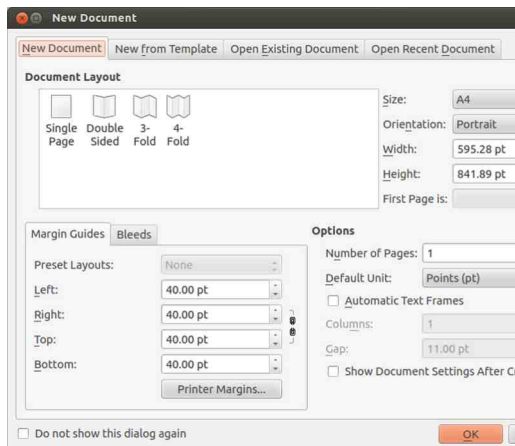 New Document
New Document New from Template Open Existing Document Open Recent Document
Document Layout
Single Page
Double Sided
3-Fold
4-Fold
Size: A4
Orientation: Portrait
Width: 595.28 pt
Height: 841.89 pt
First Page is:
Margin Guides Bleeds
Preset Layouts: None
Left: 40.00 pt
Right: 40.00 pt
Top: 40.00 pt
Bottom: 40.00 pt
Printer Margins...
Options
Number of Pages: 1
Default Unit: Points (pt)
Automatic Text Frames
Columns: 1
Gap: 11.00 pt
Show Document Settings After C
Do not show this dialog again
OK